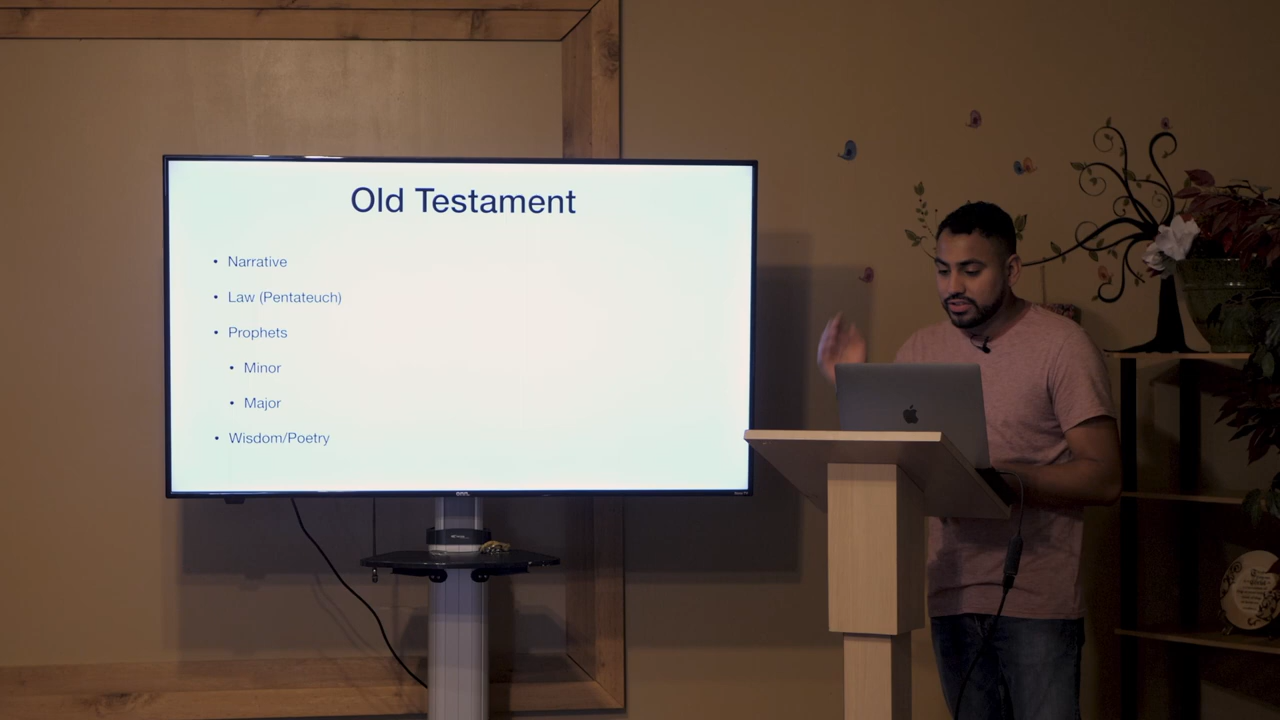 Old Testament
• Narrative
• Law (Pentateuch)
• Prophets
• Minor
• Major
• Wisdom/Poetry